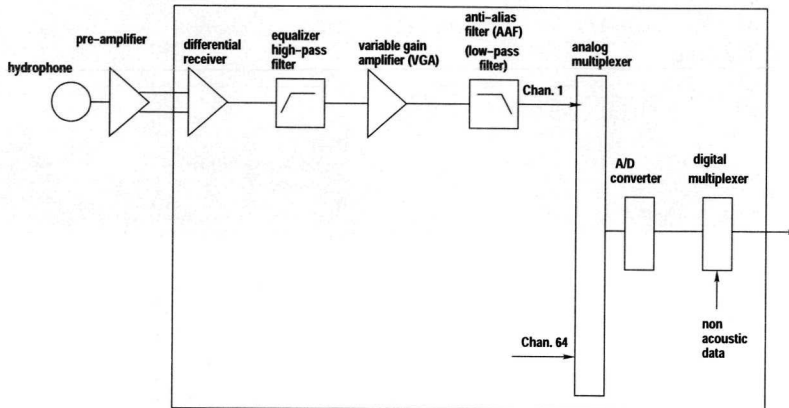 hydrophone
pre-amplifier
differential
receiver
equalizer
high-pass
filter
variable gain
amplifier (VGA)
anti-alias
filter (AAF)
(low-pass
filter)
Chan. 1
analog
multiplexer
A/D
converter
digital
multiplexer
Chan. 64
non
acoustic
data